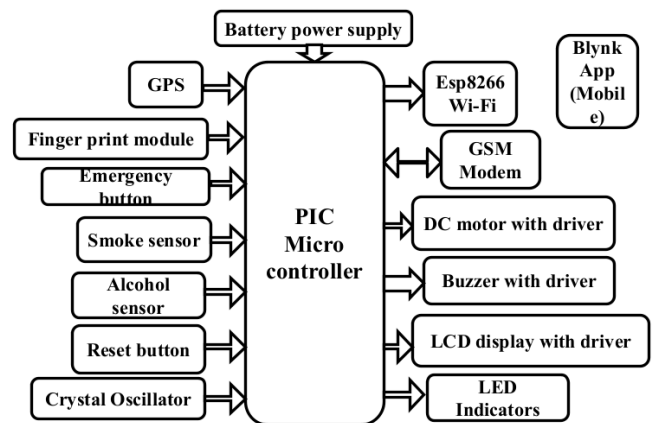 Battery power supply
GPS
Finger print module
Emergency
button
Smoke sensor
Alcohol
sensor
Reset button
Crystal Oscillator
PIC
Micro
controller
Esp8266
Wi-Fi
GSM
Modem
DC motor with driver
Buzzer with driver
LCD display with driver
LED
Indicators
Blynk
App
(Mobil
e)